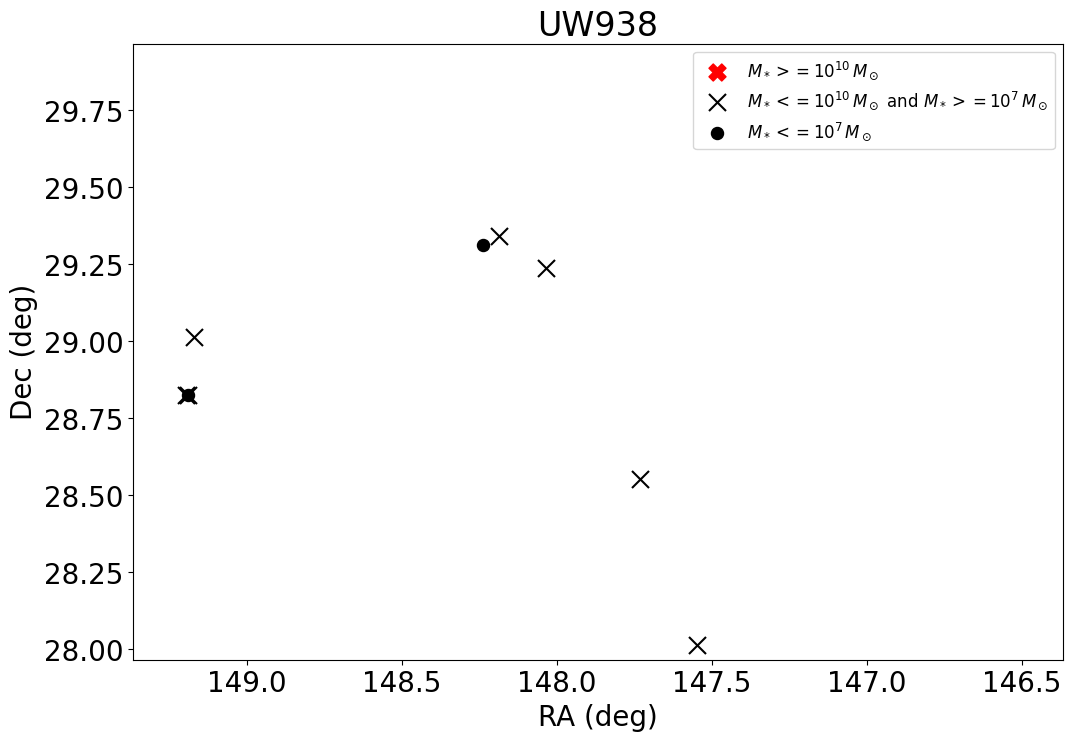 UW938
M* >= 10^10 M⊙
M* <= 10^10 M⊙ and M* >= 10^7 M⊙
M* <= 10^7 M⊙
29.75
29.50
29.25
29.00
28.75
28.50
28.25
28.00
Dec (deg)
149.0 148.5 148.0 147.5 147.0 146.5
RA (deg)